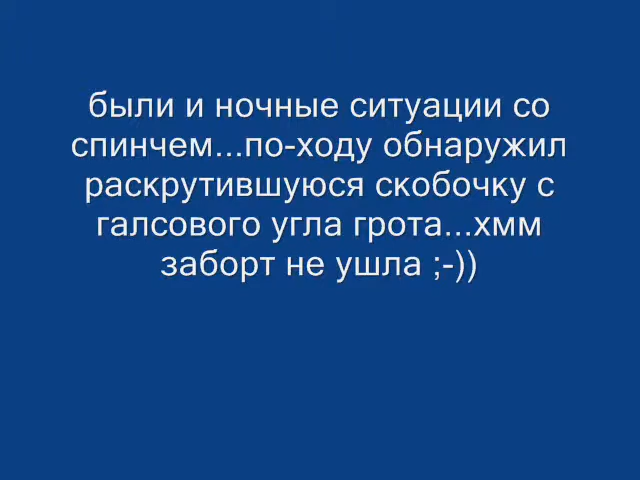 были и ночные ситуации со
спинчем...по-ходу обнаружил
раскрутившуюся скобочку с
галсового угла грота...хмм
заборт не ушла ;-))